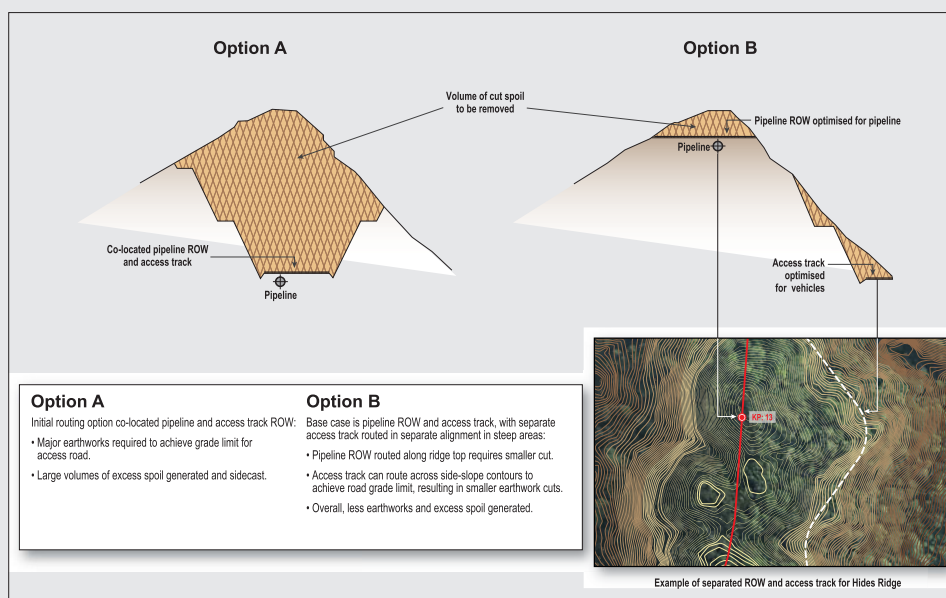 Option A
Option B
Volume of cut spoil
to be removed
Pipeline ROW optimised for pipeline
Pipeline
Co-located pipeline ROW
and access track
Pipeline
Access track
optimised
for vehicles
Option A
Initial routing option co-located pipeline and access track ROW:
• Major earthworks required to achieve grade limit for
access road.
• Large volumes of excess spoil generated and sidecast.
Option B
Base case is pipeline ROW and access track, with separate
access track routed in separate alignment in steep areas:
• Pipeline ROW routed along ridge top requires smaller cut.
• Access track can route across side-slope contours to
achieve road grade limit, resulting in smaller earthwork cuts.
• Overall, less earthworks and excess spoil generated.
KP: 13
Example of separated ROW and access track for Hides Ridge